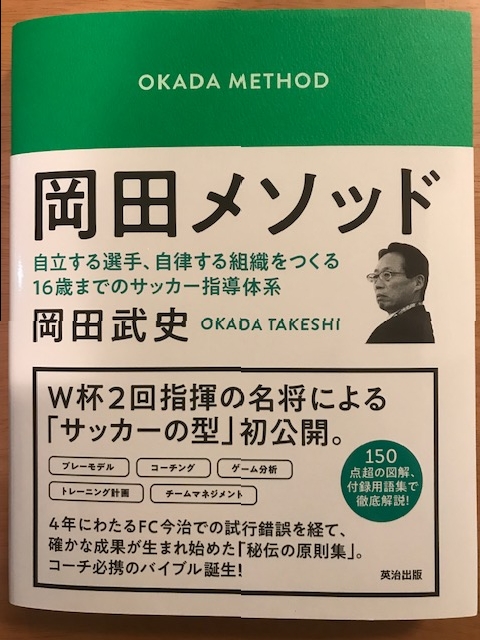 OKADA METHOD
岡田メソッド
自立する選手、自律する組織をつくる
16歳までのサッカー指導体系
岡田武史 OKADA TAKESHI
W杯2回指揮の名将による
「サッカーの型」初公開。
プレーモデル コーチング ゲーム分析
トレーニング計画 チームマネジメント
150
点超の図解、
付録用語集で
徹底解説!
4年にわたるFC今治での試行錯誤を経て、
確かな成果が生まれ始めた「秘伝の原則集」。
コーチ必携のバイブル誕生!
英治出版